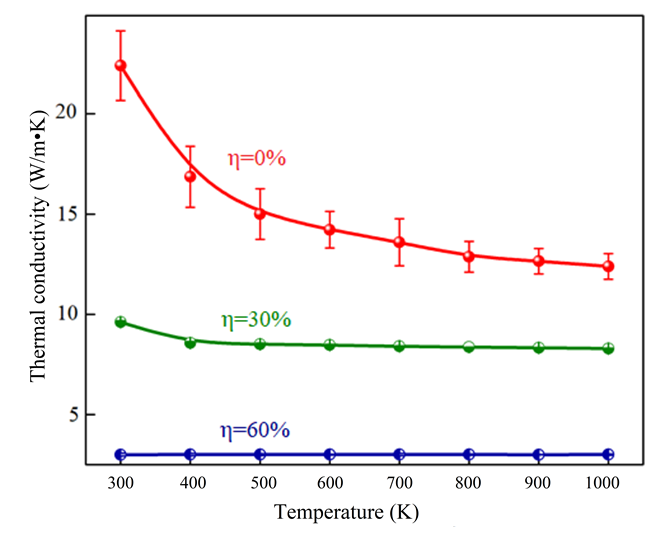 Thermal conductivity (W/m•K)
20
15
10
5
η=0%
η=30%
η=60%
300 400 500 600 700 800 900 1000
Temperature (K)